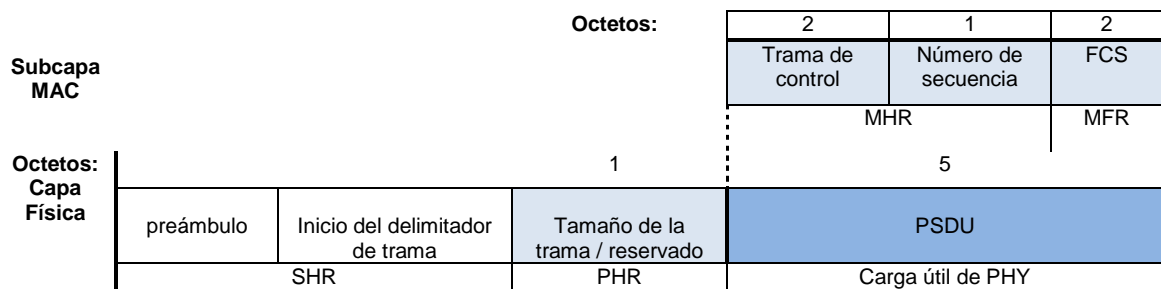 Octetos: 2 1 2
Subcapa MAC
Trama de control
Número de secuencia
FCS
MHR MFR
Octetos: 1 5
Capa Física
preámbulo
Inicio del delimitador de trama
Tamaño de la trama / reservado
PSDU
SHR PHR Carga útil de PHY